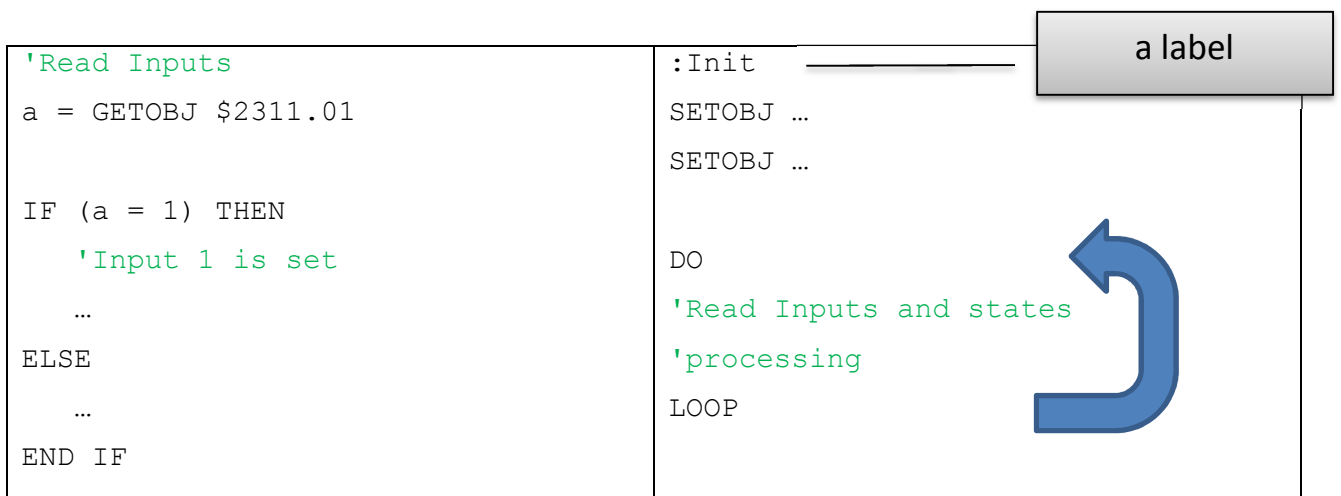 'Read Inputs
a = GETOBJ $2311.01
IF (a = 1) THEN
'Input 1 is set
…
ELSE
…
END IF
:Init
a label
SETOBJ …
SETOBJ …
DO
'Read Inputs and states
'processing
LOOP